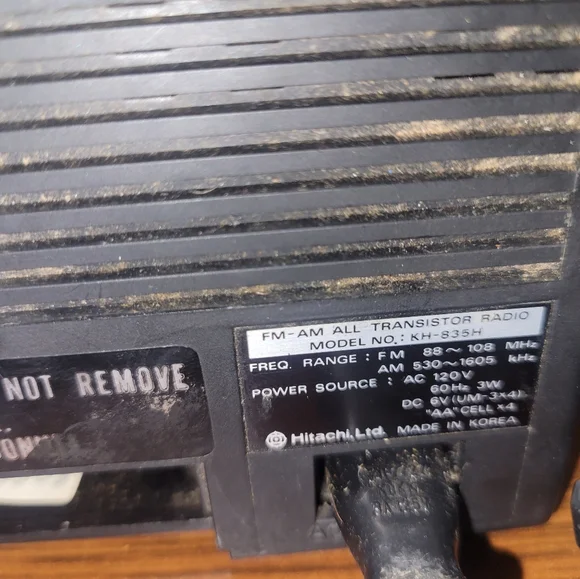 FM-AM ALL TRANSISTOR RADIO
MODEL NO.: KH-835H
FREQ. RANGE : FM 88~108 MHz
AM 530~1605 kHz
POWER SOURCE : AC 120V
60Hz 3W
DC 6V(UM-3×4)
"AA" CELL ×4
Hitachi, Ltd. MADE IN KOREA
NOT REMOVE